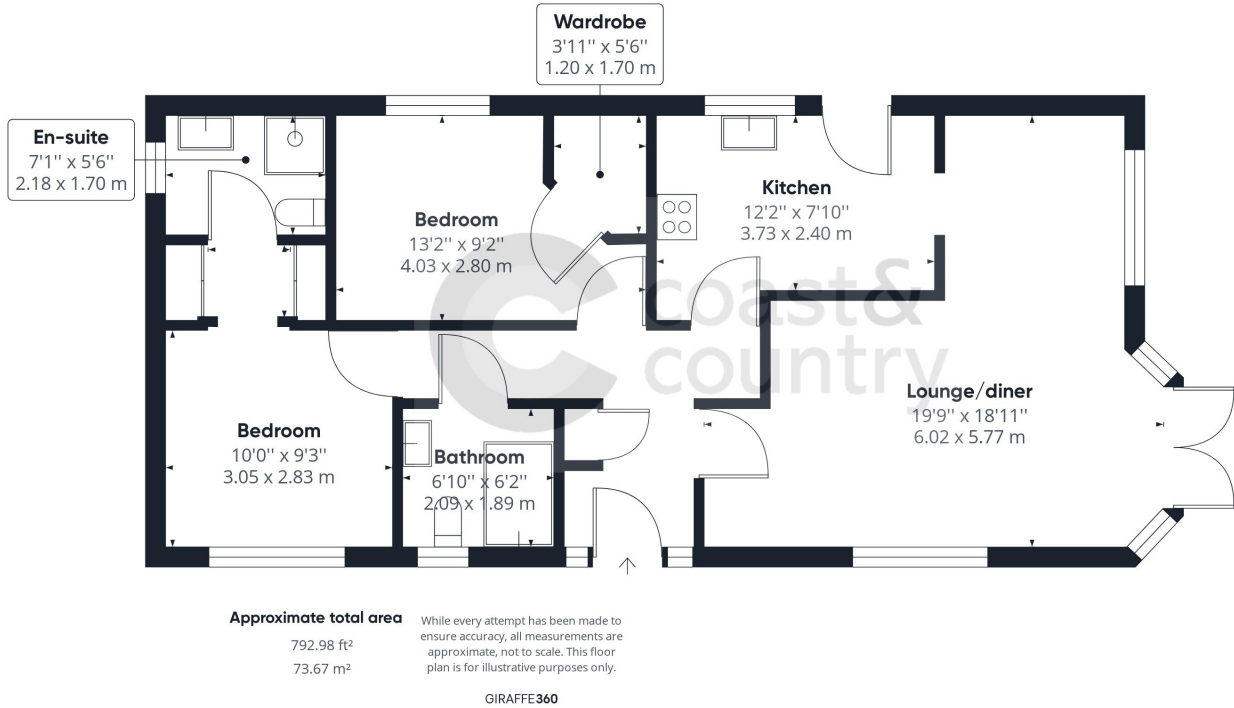 Wardrobe
3'11'' x 5'6''
1.20 x 1.70 m
En-suite
7'1'' x 5'6''
2.18 x 1.70 m
Bedroom
13'2'' x 9'2''
4.03 x 2.80 m
Kitchen
12'2'' x 7'10''
3.73 x 2.40 m
coast&
country
Lounge/diner
19'9'' x 18'11''
6.02 x 5.77 m
Bedroom
10'0'' x 9'3''
3.05 x 2.83 m
Bathroom
6'10'' x 6'2''
2.09 x 1.89 m
Approximate total area
792.98 ft²
73.67 m²
While every attempt has been made to
ensure accuracy, all measurements are
approximate, not to scale. This floor
plan is for illustrative purposes only.
GIRAFFE360